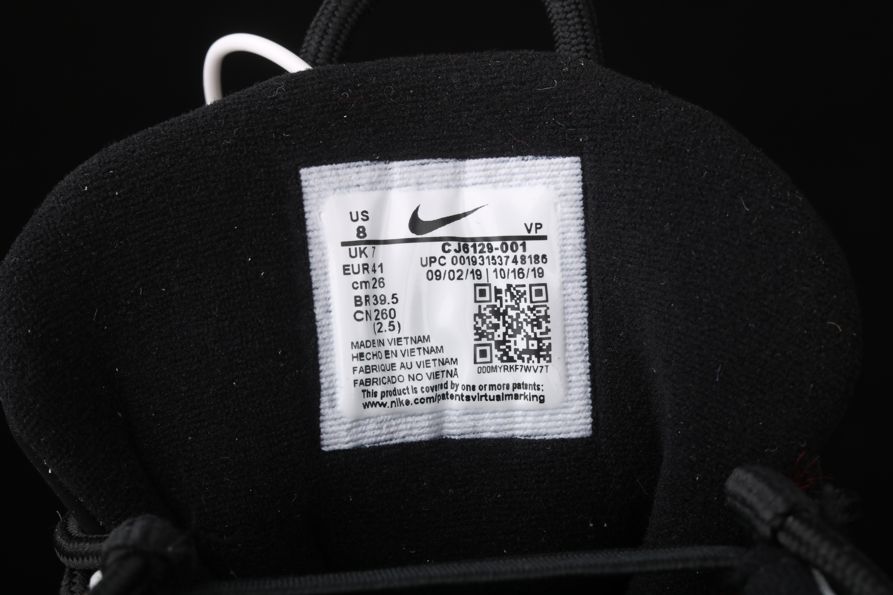 US
8
VP
UK 7
EUR 41
cm 26
BR 39.5
CN 260
(2.5)
CJ6129-001
UPC 00193153748186
09/02/19 | 10/16/19
000MYRKF7WV7T
MADE IN VIETNAM
HECHO EN VIETNAM
FABRIQUE AU VIETNAM
FABRICADO NO VIETNÃ
This product is covered by one or more patents:
www.nike.com/patentsvirtualmarking